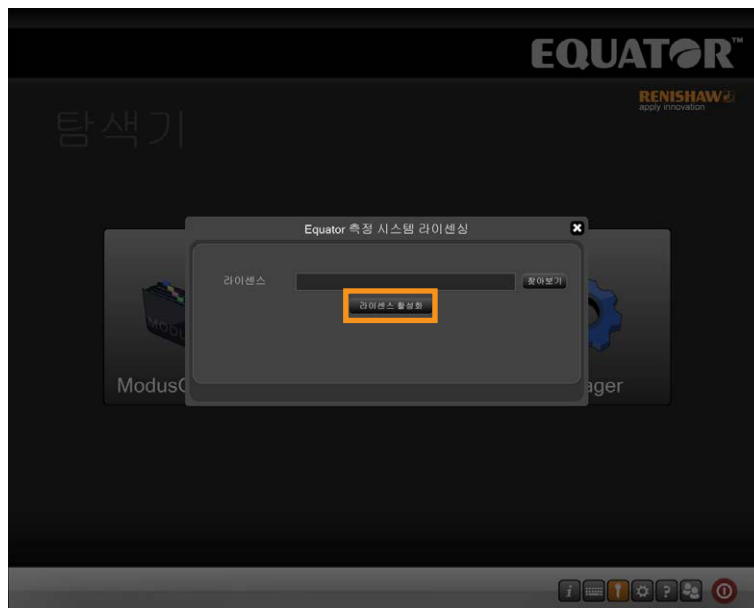 EQUATOR™
RENISHAW
apply innovation
탐색기
Equator 측정 시스템 라이센싱
라이센스
찾아보기
라이센스 활성화
MODU
ModusC
ager